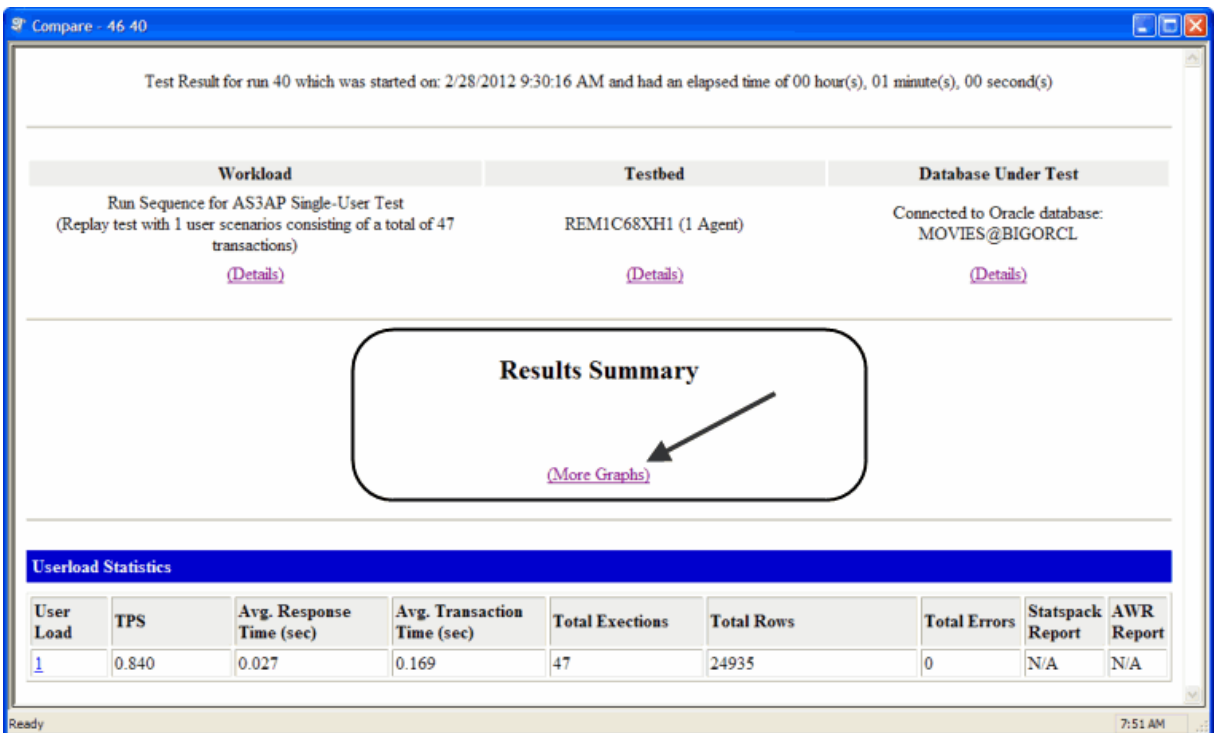 Compare - 46 40
Test Result for run 40 which was started on: 2/28/2012 9:30:16 AM and had an elapsed time of 00 hour(s), 01 minute(s), 00 second(s)
Workload Testbed Database Under Test
Run Sequence for AS3AP Single-User Test
(Replay test with 1 user scenarios consisting of a total of 47
transactions)
REM1C68XH1 (1 Agent)
Connected to Oracle database:
MOVIES@BIGORCL
(Details) (Details) (Details)
Results Summary
(More Graphs)
Userload Statistics
User Load TPS Avg. Response Time (sec) Avg. Transaction Time (sec) Total Exections Total Rows Total Errors Statspack Report AWR Report
1 0.840 0.027 0.169 47 24935 0 N/A N/A
Ready 7:51 AM